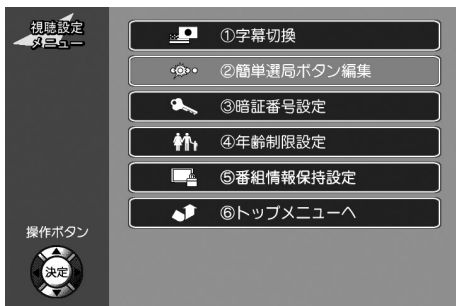 視聴設定
メニュー
①字幕切換
②簡単選局ボタン編集
③暗証番号設定
④年齢制限設定
⑤番組情報保持設定
⑥トップメニューへ
操作ボタン
決定